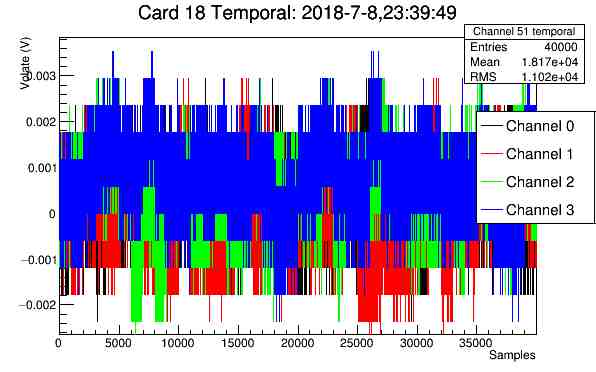 Card 18 Temporal: 2018-7-8,23:39:49
Channel 51 temporal
Entries 40000
Mean 1.817e+04
RMS 1.102e+04
Volate (V)
0.003
0.002
0.001
0
−0.001
−0.002
Channel 0
Channel 1
Channel 2
Channel 3
0 5000 10000 15000 20000 25000 30000 35000
Samples